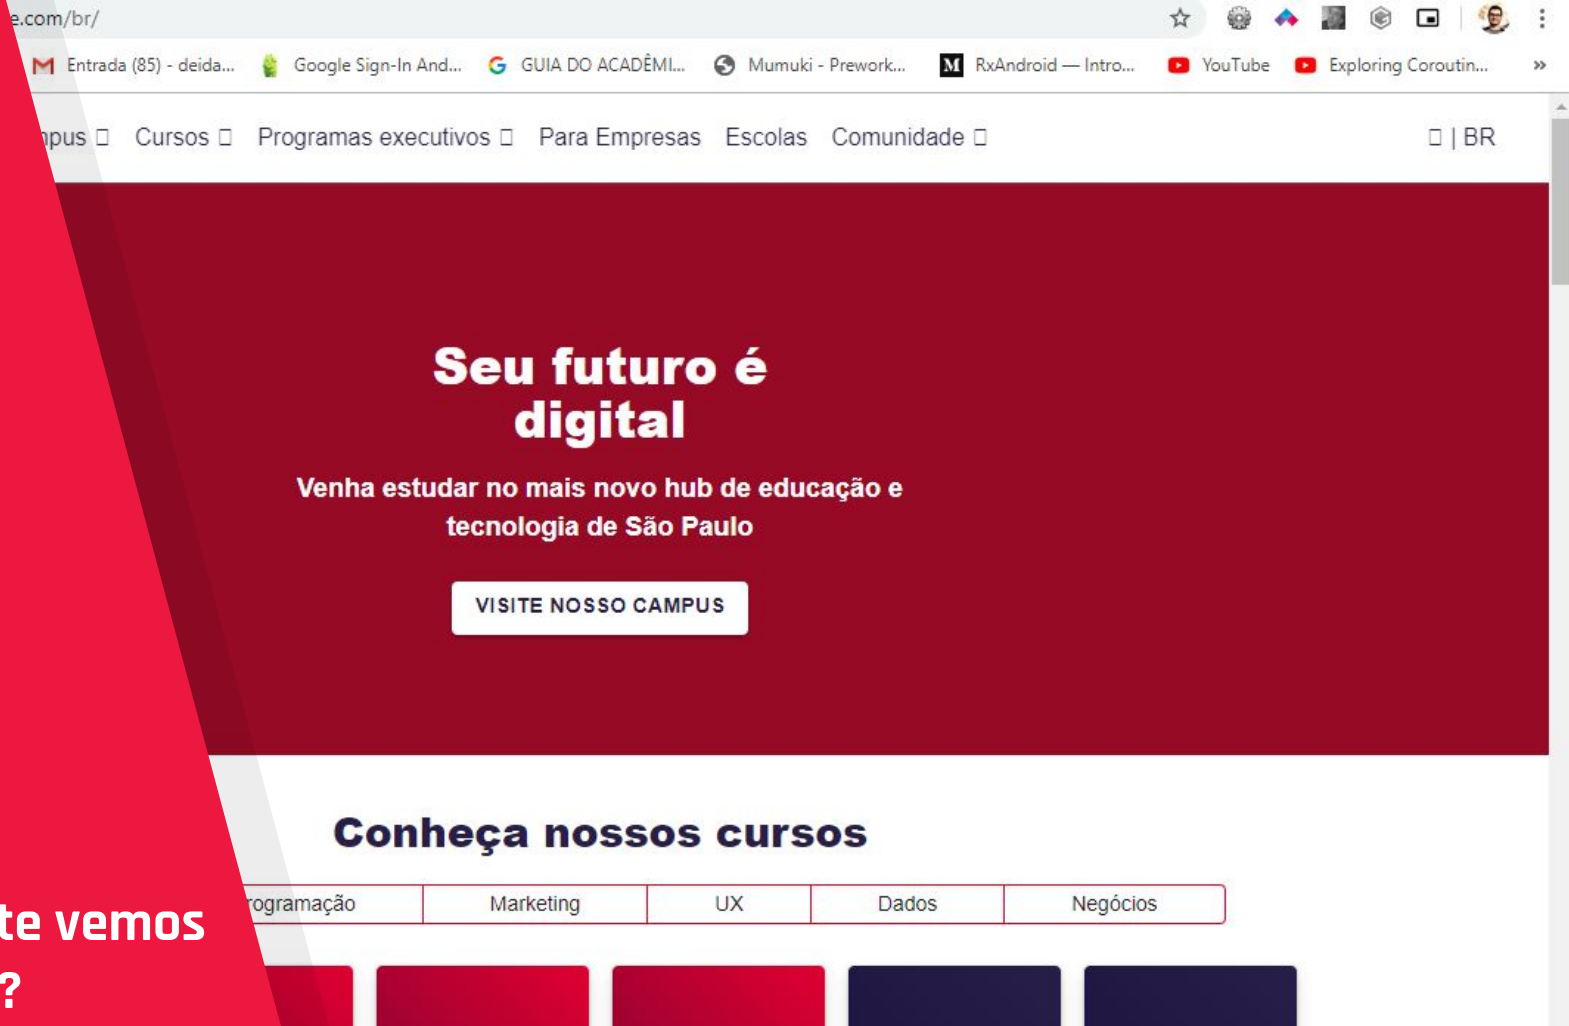 e.com/br/
Entrada (85) - deida... Google Sign-In And... GUIA DO ACADÊMI... Mumuki - Prework... RxAndroid — Intro... YouTube Exploring Coroutin... »
pus Cursos Programas executivos Para Empresas Escolas Comunidade | BR
Seu futuro é
digital
Venha estudar no mais novo hub de educação e
tecnologia de São Paulo
VISITE NOSSO CAMPUS
Conheça nossos cursos
rogramação Marketing UX Dados Negócios
te vemos
?